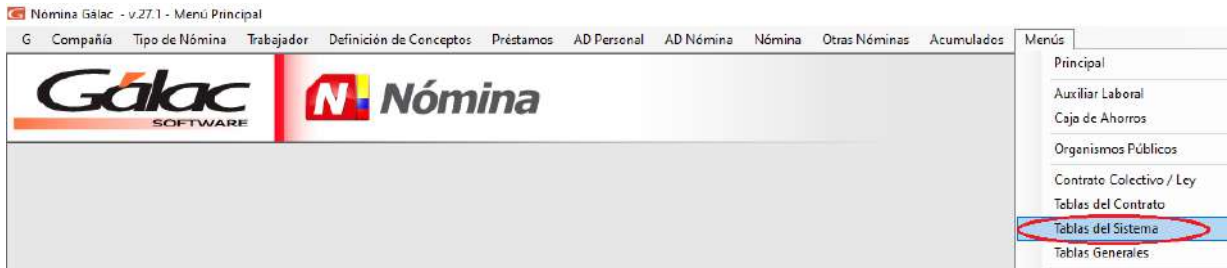 Nómina Gálac - v.27.1 - Menú Principal
G Compañía Tipo de Nómina Trabajador Definición de Conceptos Préstamos AD Personal AD Nómina Nómina Otras Nóminas Acumulados Menús
Gálac SOFTWARE
N Nómina
Principal
Auxiliar Laboral
Caja de Ahorros
Organismos Públicos
Contrato Colectivo / Ley
Tablas del Contrato
Tablas del Sistema
Tablas Generales